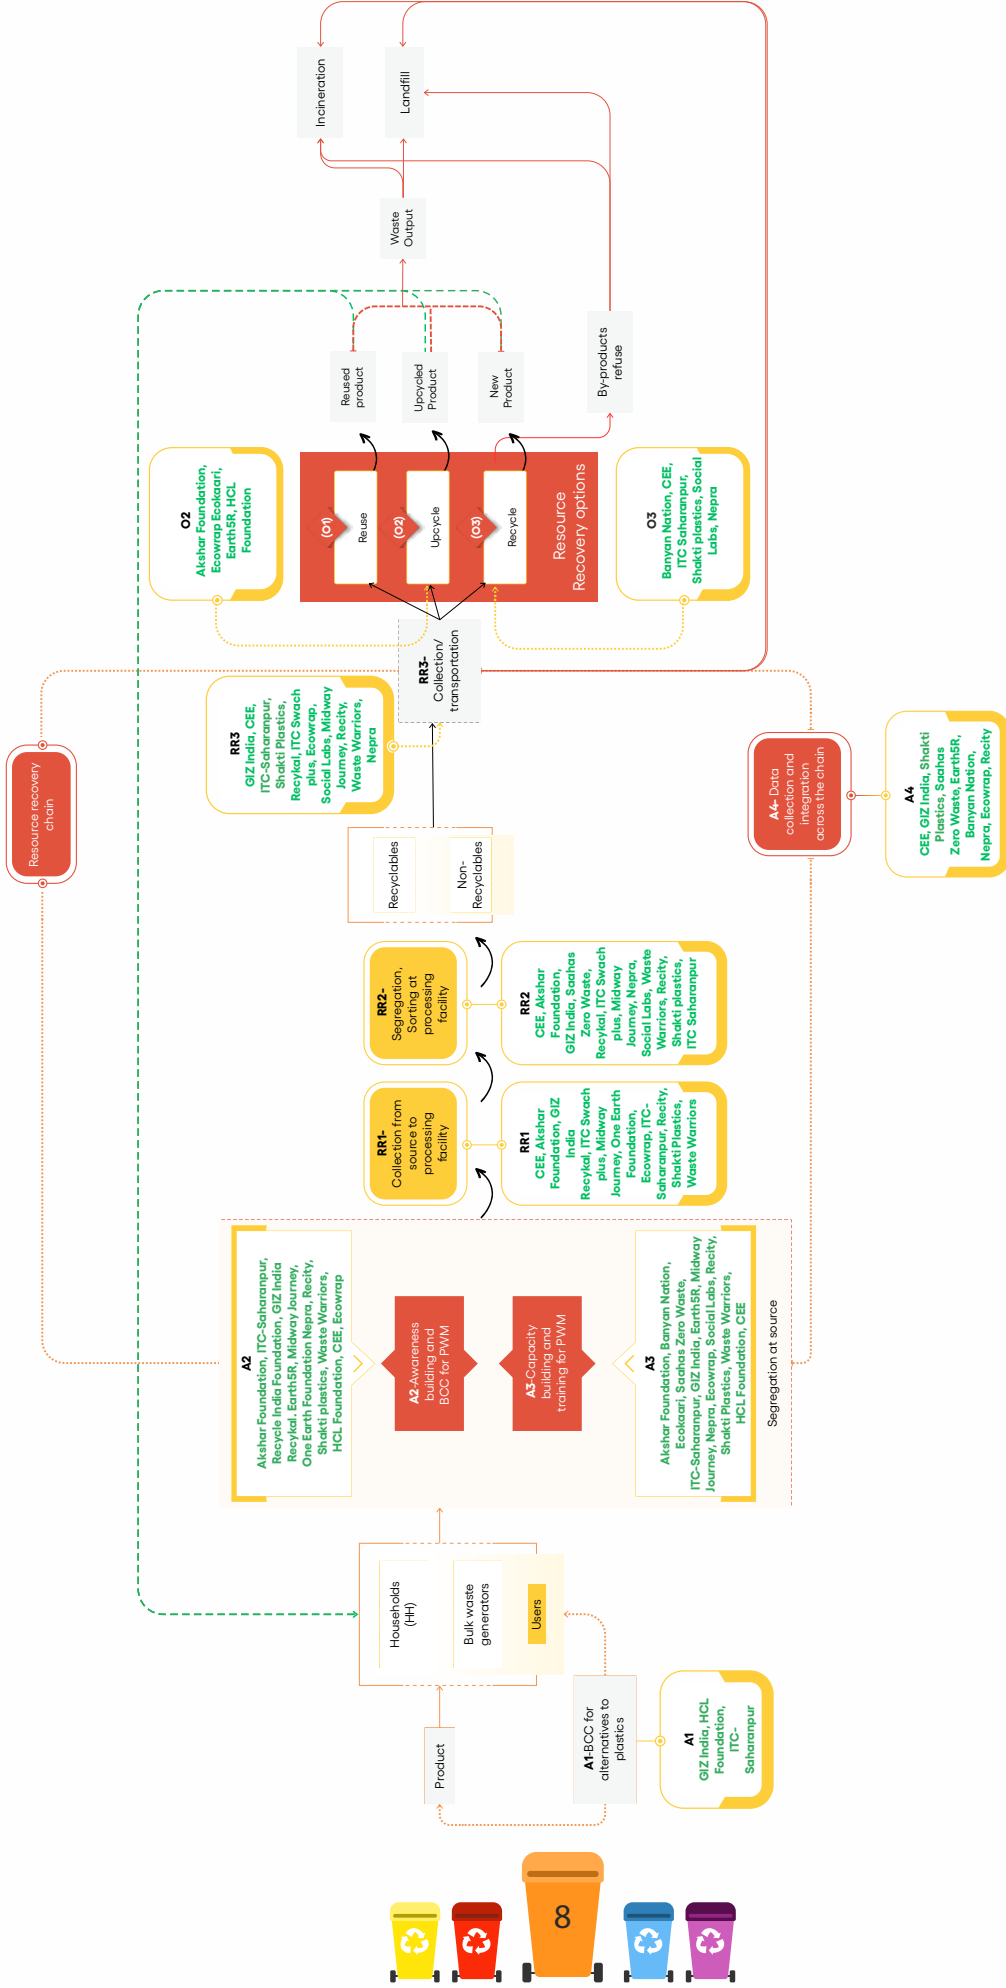 8
Product
A1-BCC for
alternatives to
plastics
A1
GIZ India, HCL
Foundation,
ITC-
Saharanpur
Households
(HH)
Bulk waste
generators
Users
A2
Akshar Foundation, ITC-Saharanpur,
Recycle India Foundation, GIZ India
Recykal. Earth5R, Midway Journey,
One Earth Foundation Nepra, Recity,
Shakti plastics, Waste Warriors,
HCL Foundation, CEE, Ecowrap
A2-Awareness
building and
BCC for PWM
A3-Capacity
building and
training for PWM
A3
Akshar Foundation, Banyan Nation,
Ecokaari, Saahas Zero Waste,
ITC-Saharanpur, GIZ India, Earth5R, Midway
Journey, Nepra, Ecowrap, Social Labs, Recity,
Shakti Plastics, Waste Warriors,
HCL Foundation, CEE
Segregation at source
RR1-
Collection from
source to
processing
facility
RR1
CEE, Akshar
Foundation, GIZ
India
Recykal, ITC Swach
plus, Midway
Journey, One Earth
Foundation,
Ecowrap, ITC-
Saharanpur, Recity,
Shakti Plastics,
Waste Warriors
RR2-
Segregation,
Sorting at
processing
facility
RR2
CEE, Akshar
Foundation,
GIZ India, Saahas
Zero Waste,
Recykal, ITC Swach
plus, Midway
Journey, Nepra,
Social Labs, Waste
Warriors, Recity,
Shakti plastics,
ITC Saharanpur
Resource recovery
chain
Recyclables
Non-
Recyclables
A4- Data
collection and
integration
across the chain
A4
CEE, GIZ India, Shakti
Plastics, Saahas
Zero Waste, Earth5R,
Banyan Nation,
Nepra, Ecowrap, Recity
RR3
GIZ India, CEE,
ITC-Saharanpur,
Shakti Plastics,
Recykal, ITC Swach
plus, Ecowrap,
Social Labs, Midway
Journey, Recity,
Waste Warriors,
Nepra
RR3-
Collection/
transportation
O2
Akshar Foundation,
Ecowrap Ecokaari,
Earth5R, HCL
Foundation
(O1)
Reuse
(O2)
Upcycle
(O3)
Recycle
Resource
Recovery options
O3
Banyan Nation, CEE,
ITC Saharanpur,
Shakti plastics, Social
Labs, Nepra
Reused
product
Upcycled
Product
New
Product
By-products
refuse
Waste
Output
Incineration
Landfill